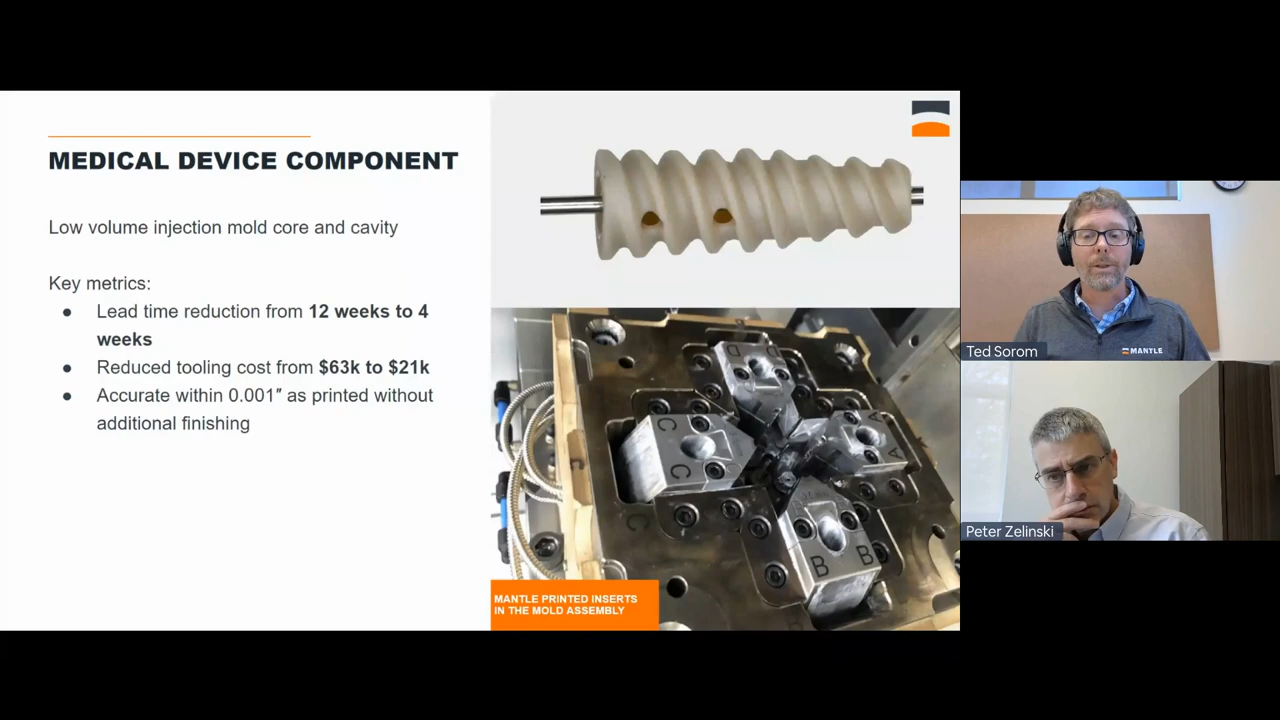 MEDICAL DEVICE COMPONENT
Low volume injection mold core and cavity
Key metrics:
● Lead time reduction from 12 weeks to 4
weeks
● Reduced tooling cost from $63k to $21k
● Accurate within 0.001″ as printed without
additional finishing
D
D
C
C
C
A
A
B
B
MANTLE PRINTED INSERTS
IN THE MOLD ASSEMBLY
MANTLE
Ted Sorom
Peter Zelinski